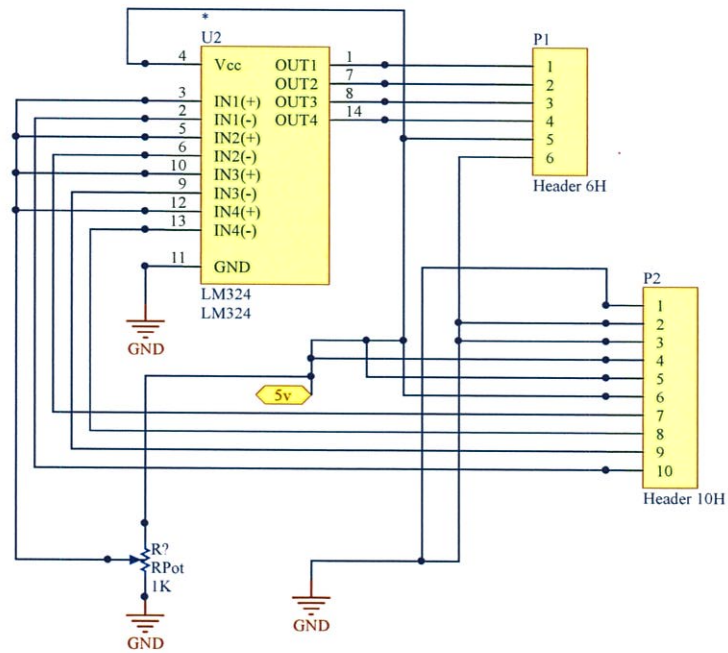 *
U2
4 Vcc OUT1 1
OUT2 7
3 IN1(+) OUT3 8
2 IN1(-) OUT4 14
5 IN2(+)
6 IN2(-)
10 IN3(+)
9 IN3(-)
12 IN4(+)
13 IN4(-)
11 GND
LM324
LM324
GND
P1
1
2
3
4
5
6
Header 6H
P2
1
2
3
4
5
6
7
8
9
10
Header 10H
5v
R?
RPot
1K
GND
GND